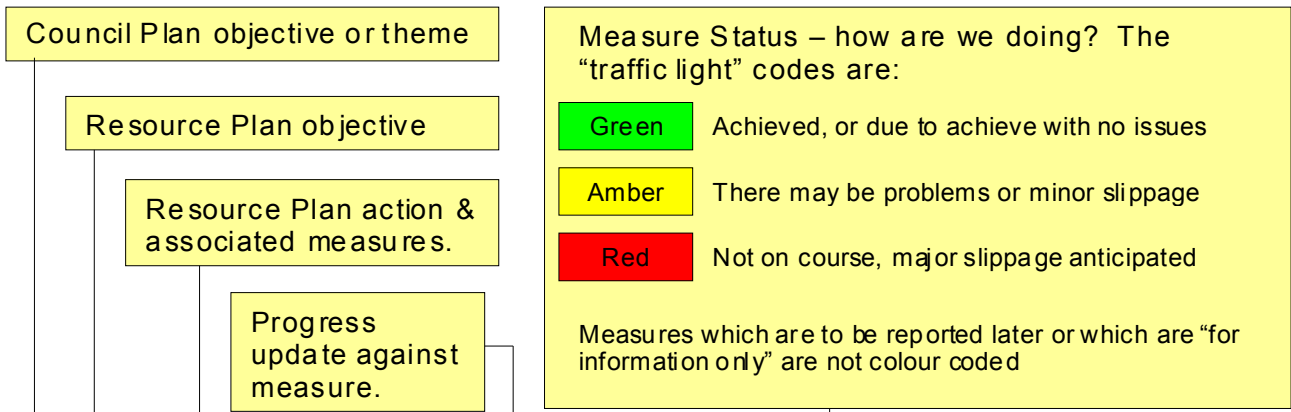 Council Plan objective or theme
Resource Plan objective
Resource Plan action &
associated measures.
Progress
update against
measure.
Measure Status – how are we doing? The
“traffic light” codes are:
Green Achieved, or due to achieve with no issues
Amber There may be problems or minor slippage
Red Not on course, major slippage anticipated
Measures which are to be reported later or which are “for
information only” are not colour coded